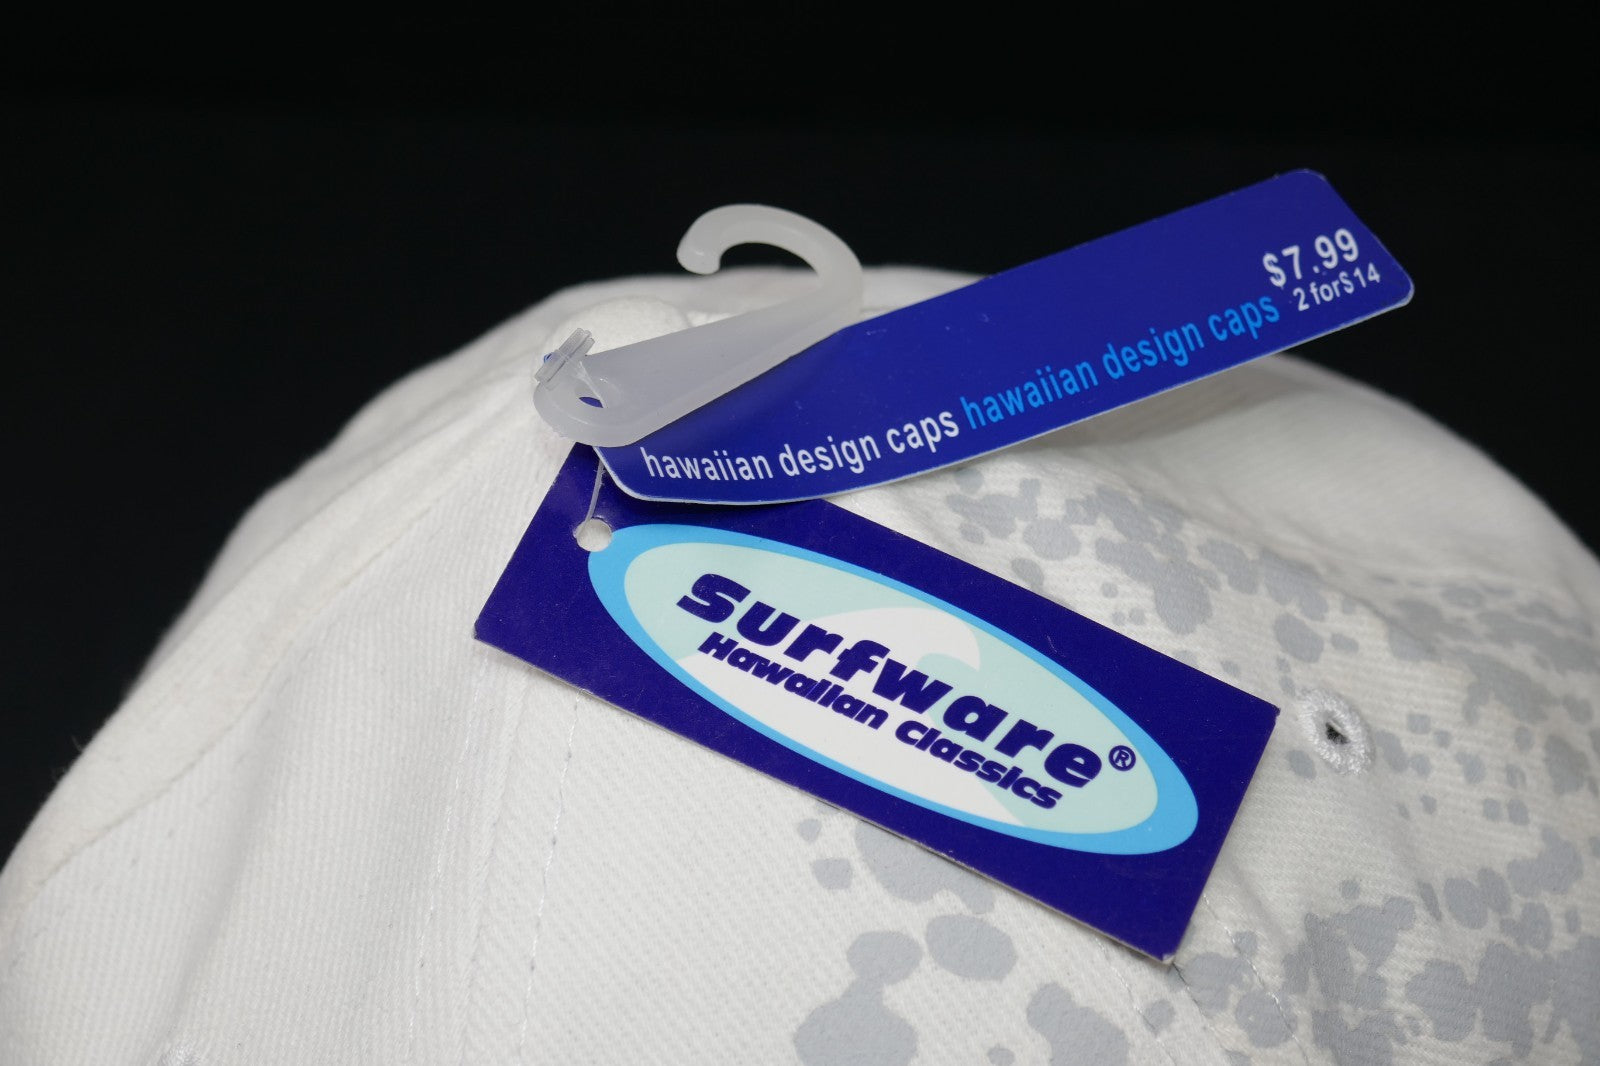 $7.99
2 for$14
hawaiian design caps hawaiian design caps
Surfware®
Hawaiian Classics